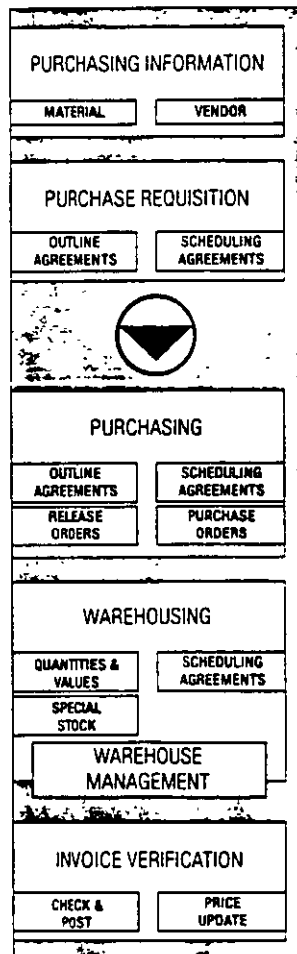 PURCHASING INFORMATION
MATERIAL
VENDOR
PURCHASE REQUISITION
OUTLINE
AGREEMENTS
SCHEDULING
AGREEMENTS
PURCHASING
OUTLINE
AGREEMENTS
SCHEDULING
AGREEMENTS
RELEASE
ORDERS
PURCHASE
ORDERS
WAREHOUSING
QUANTITIES &
VALUES
SCHEDULING
AGREEMENTS
SPECIAL
STOCK
WAREHOUSE
MANAGEMENT
INVOICE VERIFICATION
CHECK &
POST
PRICE
UPDATE